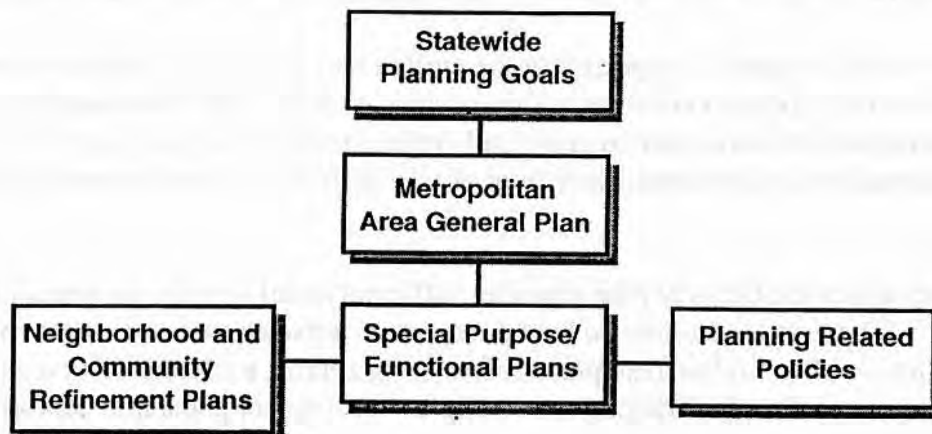 Statewide
Planning Goals
Metropolitan
Area General Plan
Neighborhood and
Community
Refinement Plans
Special Purpose/
Functional Plans
Planning Related
Policies